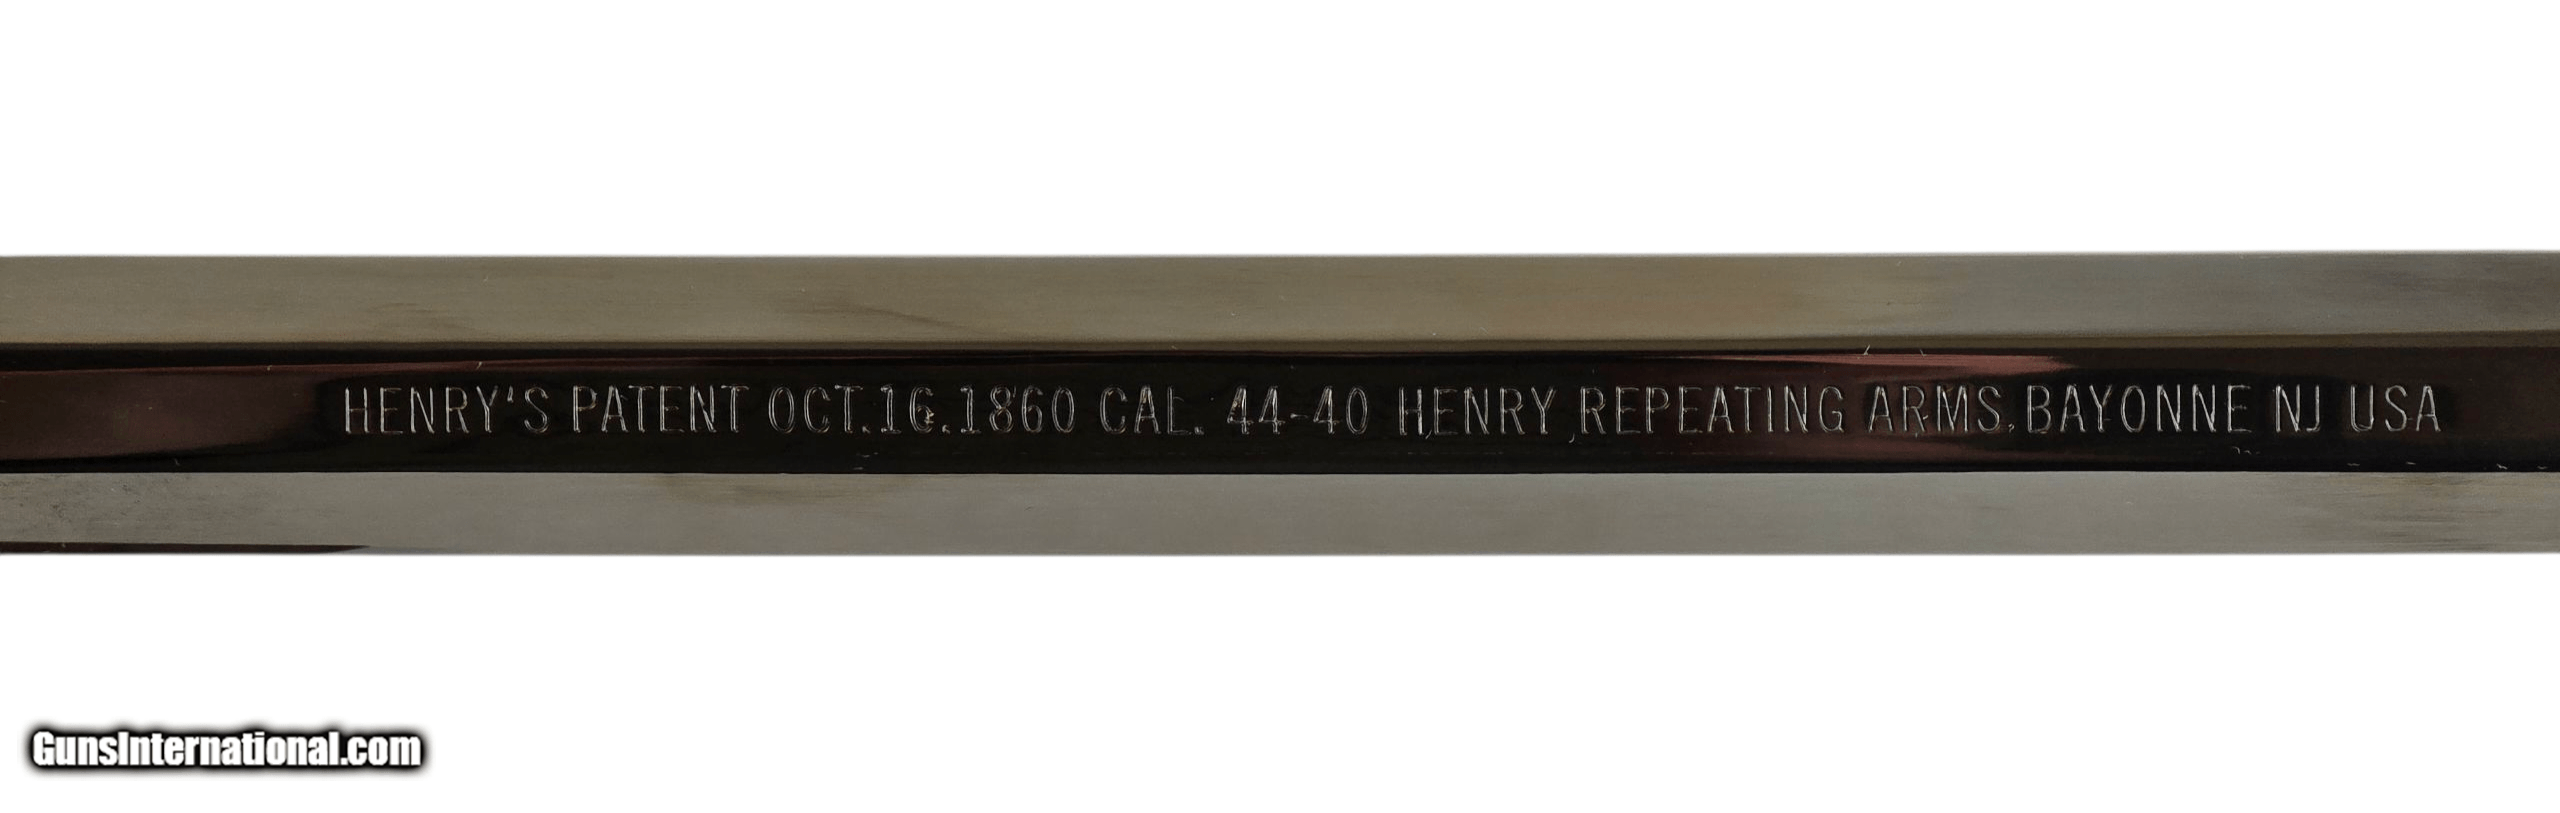 HENRY'S PATENT OCT.16.1860 CAL. 44-40 HENRY REPEATING ARMS, BAYONNE NJ USA
GunsInternational.com